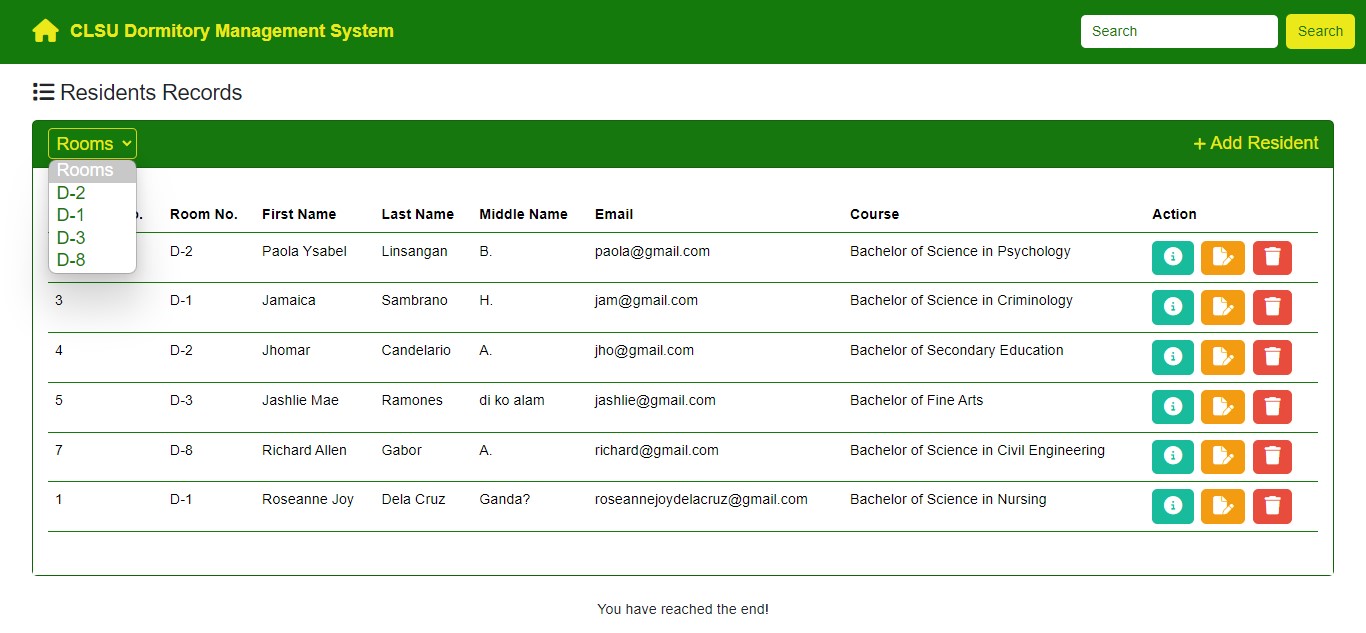 CLSU Dormitory Management System
Search
Search
Residents Records
Rooms
+ Add Resident
Rooms
D-2
D-1
D-3
D-8
Room No. First Name Last Name Middle Name Email Course Action
D-2 Paola Ysabel Linsangan B. paola@gmail.com Bachelor of Science in Psychology
3 D-1 Jamaica Sambrano H. jam@gmail.com Bachelor of Science in Criminology
4 D-2 Jhomar Candelario A. jho@gmail.com Bachelor of Secondary Education
5 D-3 Jashlie Mae Ramones di ko alam jashlie@gmail.com Bachelor of Fine Arts
7 D-8 Richard Allen Gabor A. richard@gmail.com Bachelor of Science in Civil Engineering
1 D-1 Roseanne Joy Dela Cruz Ganda? roseannejoydelacruz@gmail.com Bachelor of Science in Nursing
You have reached the end!